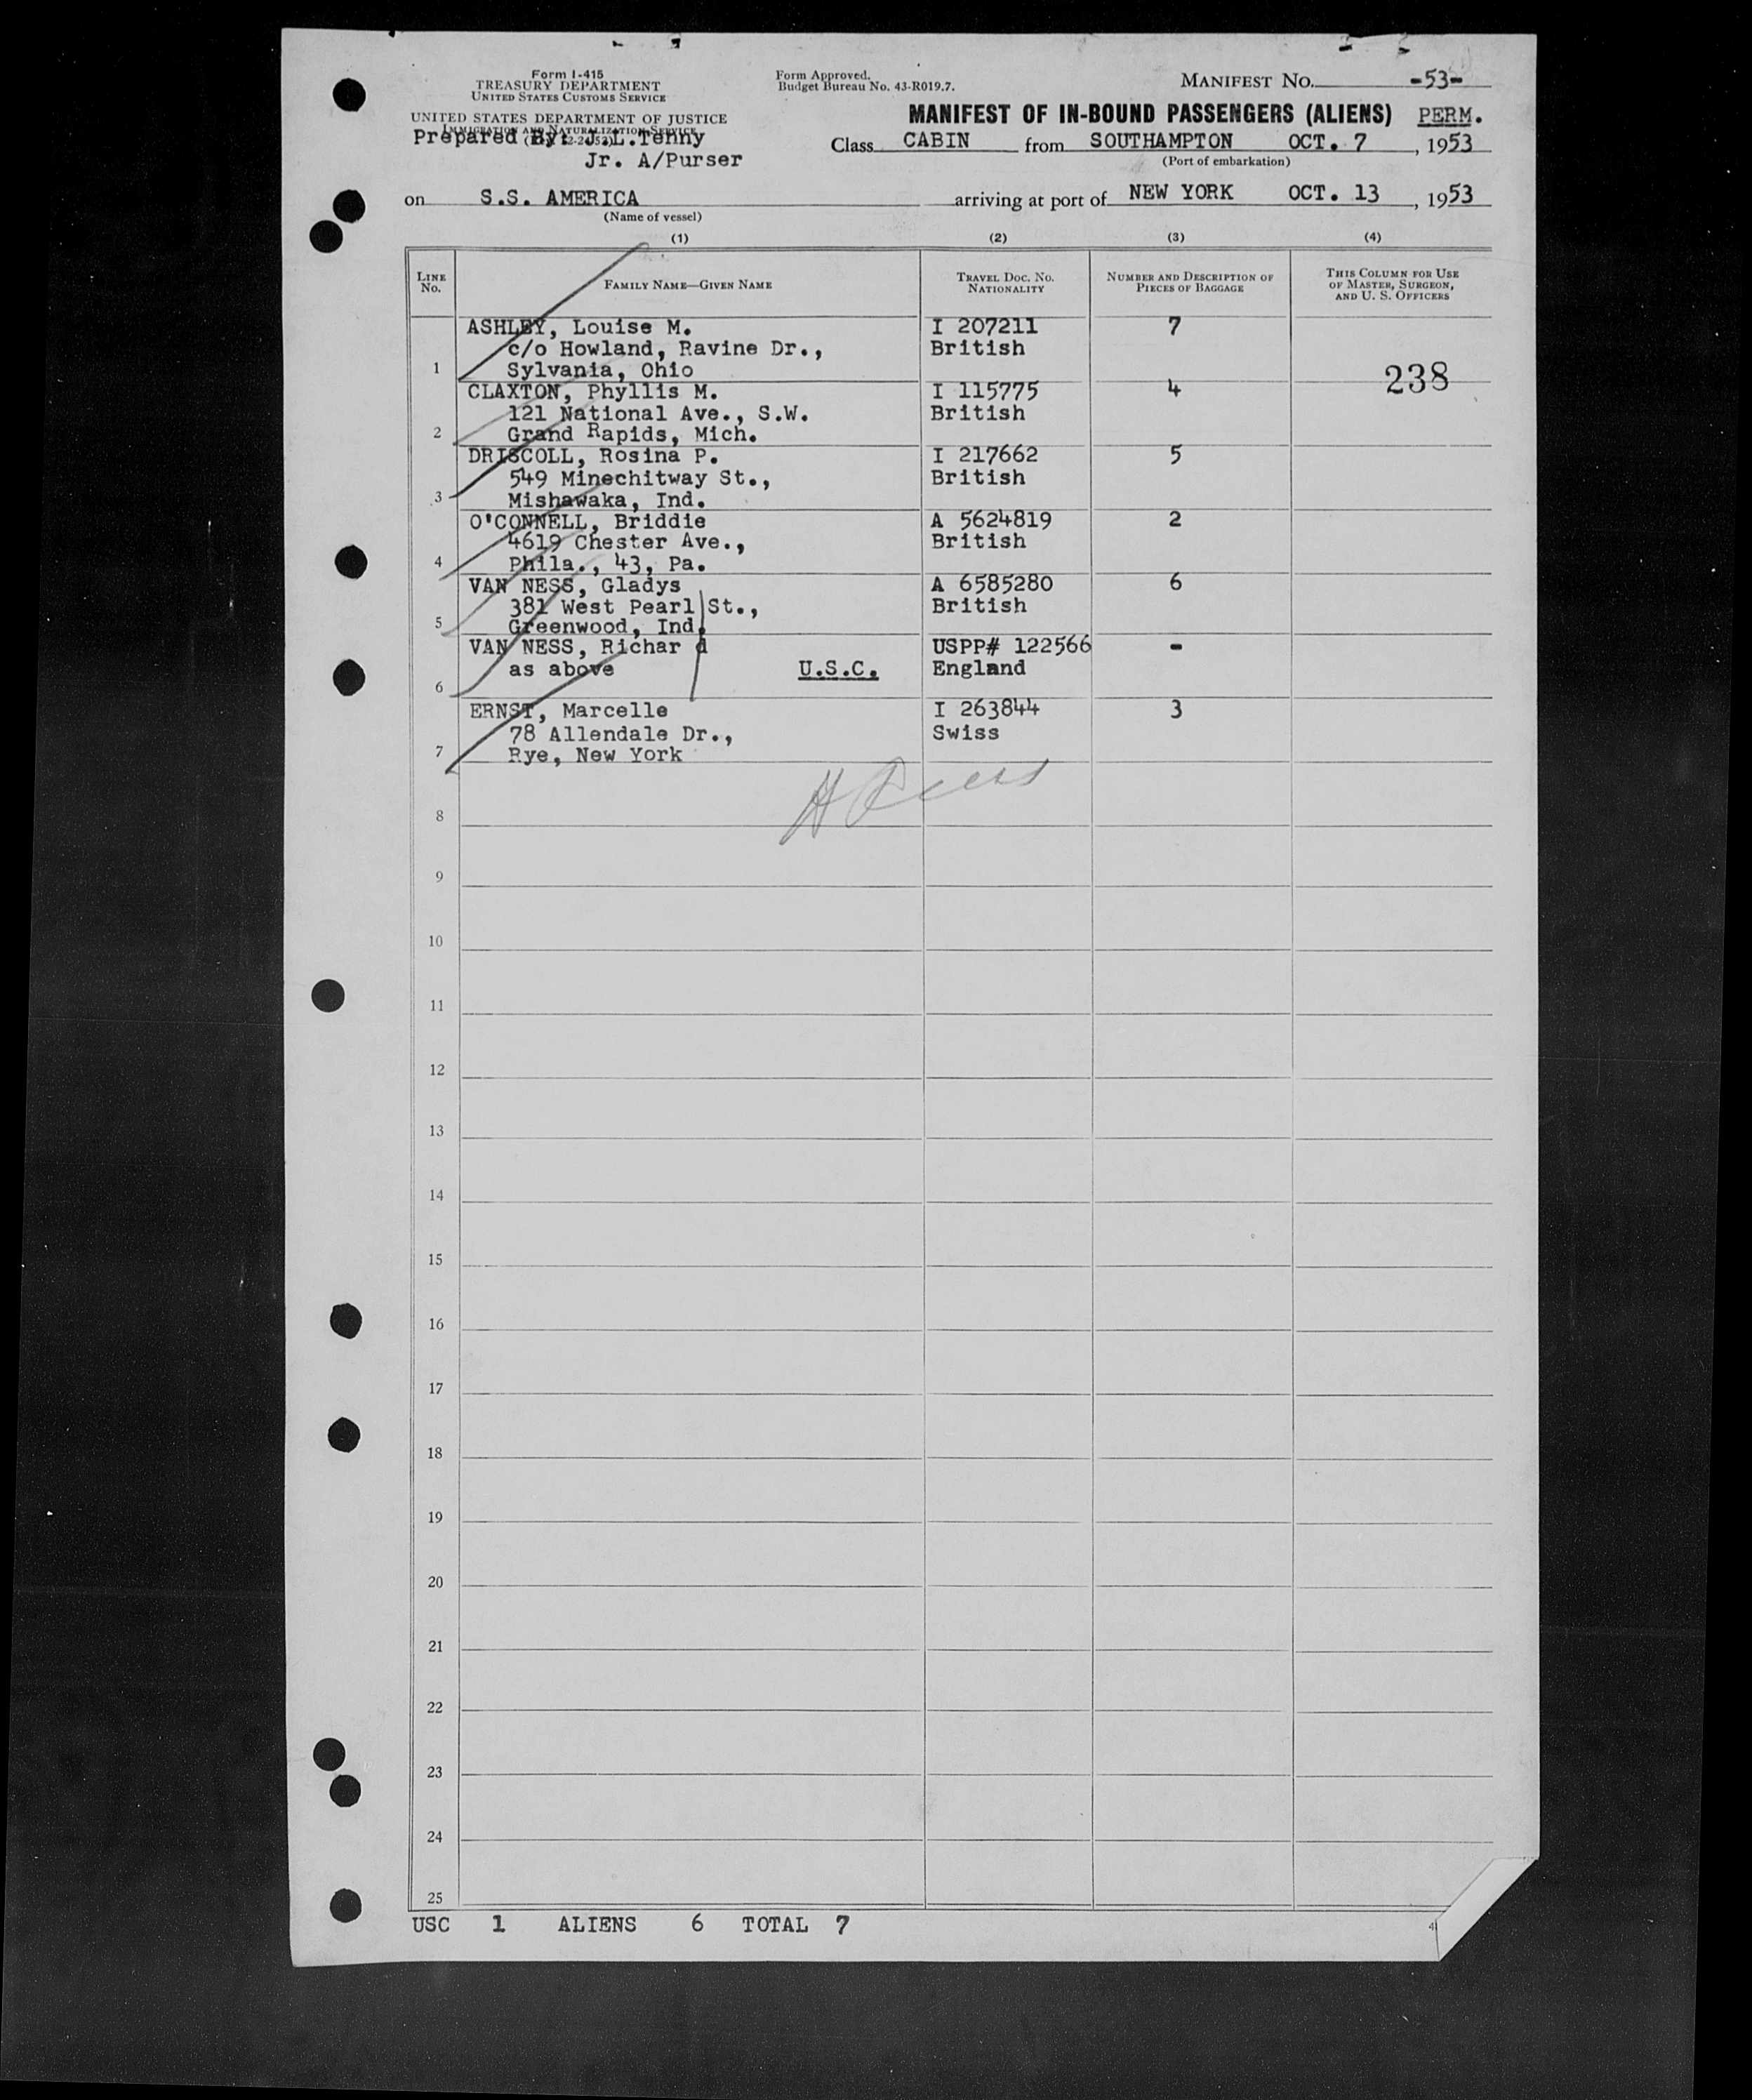 Form I-415
TREASURY DEPARTMENT
UNITED STATES CUSTOMS SERVICE
UNITED STATES DEPARTMENT OF JUSTICE
IMMIGRATION AND NATURALIZATION SERVICE
Prepared By: J.L.Tenny
Jr. A/Purser
Form Approved.
Budget Bureau No. 43-R019.7.
MANIFEST NO. -53-
MANIFEST OF IN-BOUND PASSENGERS (ALIENS) PERM.
Class CABIN from SOUTHAMPTON OCT. 7, 1953
(Port of embarkation)
on S.S. AMERICA arriving at port of NEW YORK OCT. 13, 1953
(Name of vessel)
(1) (2) (3) (4)
LINE NO. FAMILY NAME—GIVEN NAME TRAVEL DOC. NO. NATIONALITY NUMBER AND DESCRIPTION OF PIECES OF BAGGAGE THIS COLUMN FOR USE OF MASTER, SURGEON, AND U. S. OFFICERS
ASHLEY, Louise M. I 207211 7
c/o Howland, Ravine Dr., British
1 Sylvania, Ohio 238
CLAXTON, Phyllis M. I 115775 4
121 National Ave., S.W. British
2 Grand Rapids, Mich.
DRISCOLL, Rosina P. I 217662 5
549 Minechitway St., British
3 Mishawaka, Ind.
O'CONNELL, Briddie A 5624819 2
4619 Chester Ave., British
4 Phila., 43, Pa.
VAN NESS, Gladys A 6585280 6
381 West Pearl St., British
5 Greenwood, Ind.
VAN NESS, Richar d USPP# 122566 -
as above U.S.C. England
6
ERNST, Marcelle I 263844 3
78 Allendale Dr., Swiss
7 Rye, New York
8
9
10
11
12
13
14
15
16
17
18
19
20
21
22
23
24
25
USC 1 ALIENS 6 TOTAL 7